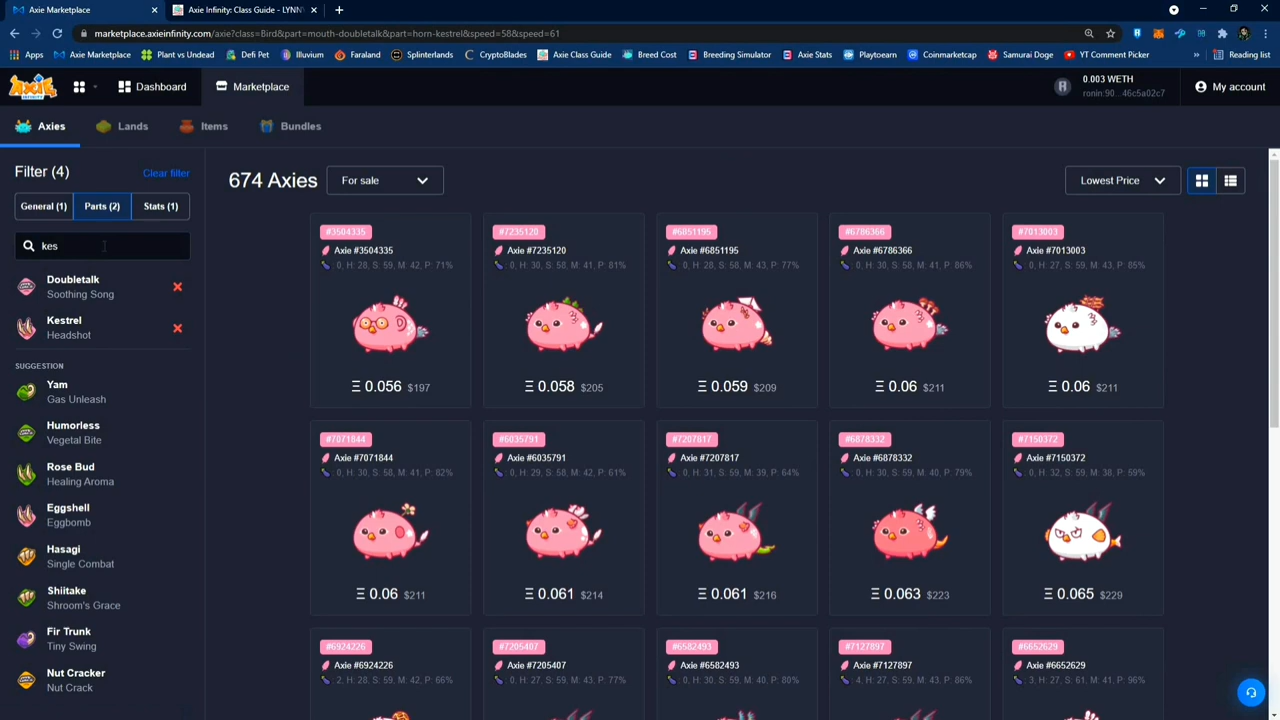 Axie Marketplace
Axie Infinity: Class Guide - LYNN
marketplace.axieinfinity.com/axie?class=Bird&part=mouth-doubletalk&part=horn-kestrel&speed=58&speed=61
Apps Axie Marketplace Plant vs Undead Defi Pet Illuvium Faraland Splinterlands CryptoBlades Axie Class Guide Breed Cost Breeding Simulator Axie Stats Playtoearn Coinmarketcap Samurai Doge YT Comment Picker » Reading list
Dashboard Marketplace
0.003 WETH
ronin:90...46c5a02c7
My account
Axies Lands Items Bundles
Filter (4) Clear filter
General (1) Parts (2) Stats (1)
kes
Doubletalk
Soothing Song
Kestrel
Headshot
SUGGESTION
Yam
Gas Unleash
Humorless
Vegetal Bite
Rose Bud
Healing Aroma
Eggshell
Eggbomb
Hasagi
Single Combat
Shiitake
Shroom's Grace
Fir Trunk
Tiny Swing
Nut Cracker
Nut Crack
674 Axies For sale Lowest Price
#3504335
Axie #3504335
: 0, H: 28, S: 59, M: 42, P: 71%
Ξ 0.056 $197
#7235120
Axie #7235120
: 0, H: 30, S: 58, M: 41, P: 81%
Ξ 0.058 $205
#6851195
Axie #6851195
: 0, H: 28, S: 58, M: 43, P: 77%
Ξ 0.059 $209
#6786366
Axie #6786366
: 0, H: 30, S: 58, M: 41, P: 86%
Ξ 0.06 $211
#7013003
Axie #7013003
: 0, H: 27, S: 59, M: 43, P: 85%
Ξ 0.06 $211
#7071844
Axie #7071844
: 0, H: 30, S: 58, M: 41, P: 82%
Ξ 0.06 $211
#6035791
Axie #6035791
: 0, H: 29, S: 58, M: 42, P: 61%
Ξ 0.061 $214
#7207817
Axie #7207817
: 0, H: 31, S: 59, M: 39, P: 64%
Ξ 0.061 $216
#6878332
Axie #6878332
: 0, H: 30, S: 59, M: 40, P: 79%
Ξ 0.063 $223
#7150372
Axie #7150372
: 0, H: 32, S: 59, M: 38, P: 59%
Ξ 0.065 $229
#6924226
Axie #6924226
: 2, H: 28, S: 59, M: 42, P: 66%
#7205407
Axie #7205407
: 0, H: 27, S: 59, M: 43, P: 77%
#6582493
Axie #6582493
: 0, H: 30, S: 59, M: 40, P: 80%
#7127897
Axie #7127897
: 4, H: 27, S: 59, M: 43, P: 86%
#6652629
Axie #6652629
: 3, H: 27, S: 61, M: 41, P: 96%